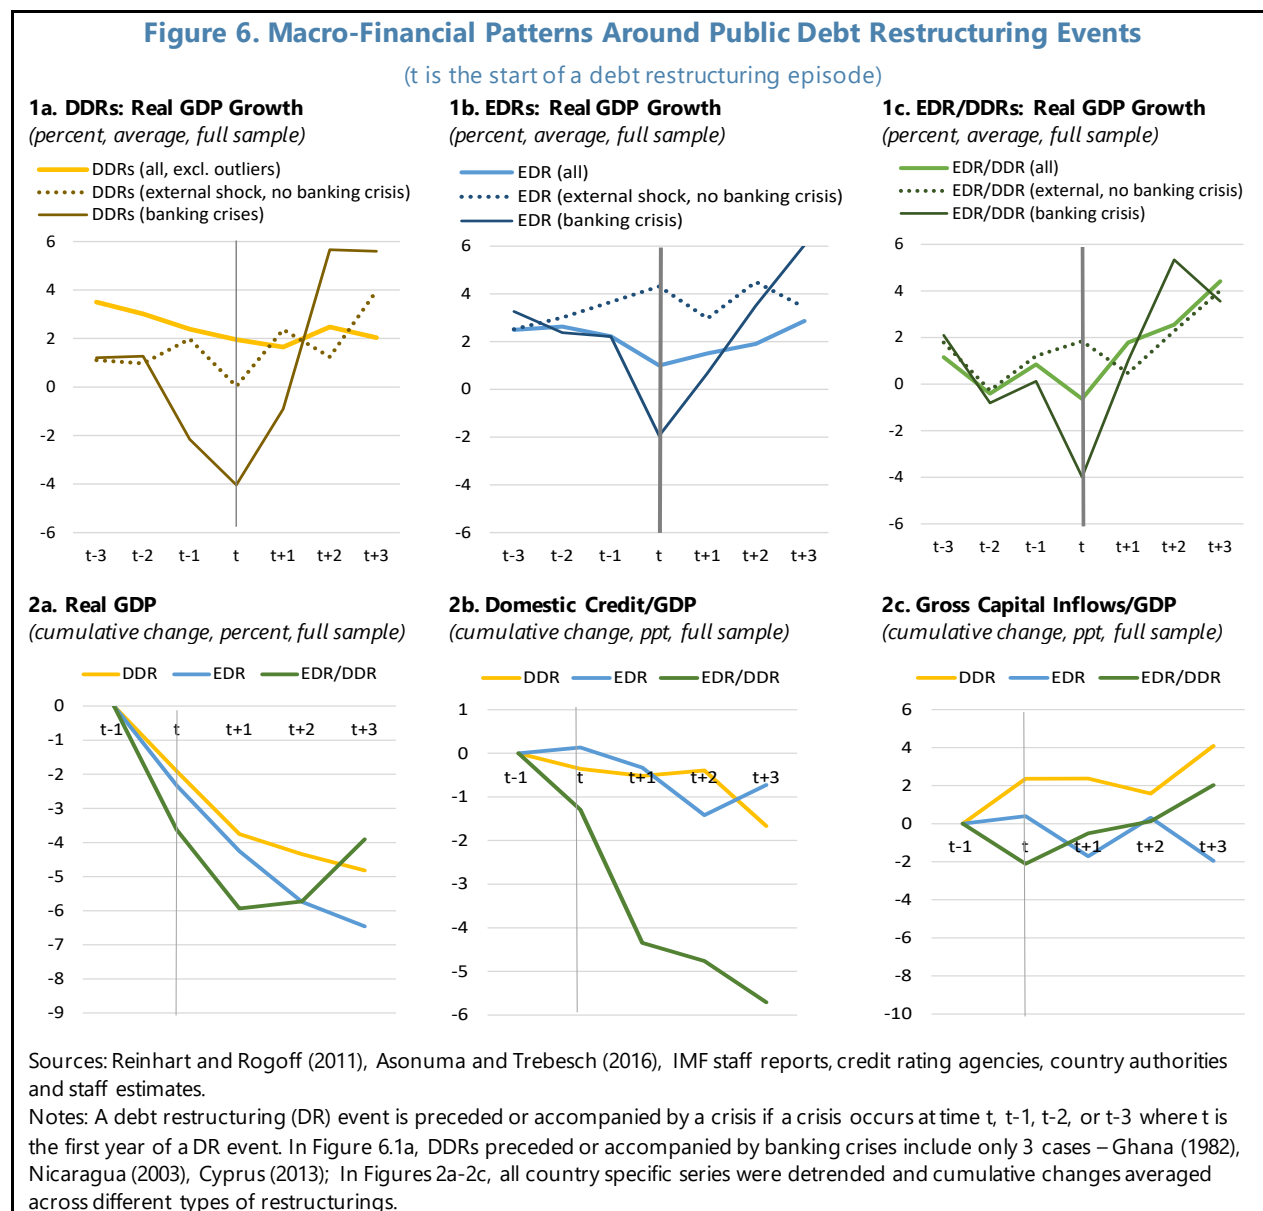 Figure 6. Macro-Financial Patterns Around Public Debt Restructuring Events
(t is the start of a debt restructuring episode)
1a. DDRs: Real GDP Growth
(percent, average, full sample)
DDRs (all, excl. outliers)
DDRs (external shock, no banking crisis)
DDRs (banking crises)
6
4
2
0
-2
-4
-6
t-3 t-2 t-1 t t+1 t+2 t+3
1b. EDRs: Real GDP Growth
(percent, average, full sample)
EDR (all)
EDR (external shock, no banking crisis)
EDR (banking crisis)
6
4
2
0
-2
-4
-6
t-3 t-2 t-1 t t+1 t+2 t+3
1c. EDR/DDRs: Real GDP Growth
(percent, average, full sample)
EDR/DDR (all)
EDR/DDR (external, no banking crisis)
EDR/DDR (banking crisis)
6
4
2
0
-2
-4
-6
t-3 t-2 t-1 t t+1 t+2 t+3
2a. Real GDP
(cumulative change, percent, full sample)
DDR EDR EDR/DDR
0
-1
-2
-3
-4
-5
-6
-7
-8
-9
t-1 t t+1 t+2 t+3
2b. Domestic Credit/GDP
(cumulative change, ppt, full sample)
DDR EDR EDR/DDR
1
0
-1
-2
-3
-4
-5
-6
t-1 t t+1 t+2 t+3
2c. Gross Capital Inflows/GDP
(cumulative change, ppt, full sample)
DDR EDR EDR/DDR
6
4
2
0
-2
-4
-6
-8
-10
t-1 t t+1 t+2 t+3
Sources: Reinhart and Rogoff (2011), Asonuma and Trebesch (2016), IMF staff reports, credit rating agencies, country authorities
and staff estimates.
Notes: A debt restructuring (DR) event is preceded or accompanied by a crisis if a crisis occurs at time t, t-1, t-2, or t-3 where t is
the first year of a DR event. In Figure 6.1a, DDRs preceded or accompanied by banking crises include only 3 cases – Ghana (1982),
Nicaragua (2003), Cyprus (2013); In Figures 2a-2c, all country specific series were detrended and cumulative changes averaged
across different types of restructurings.